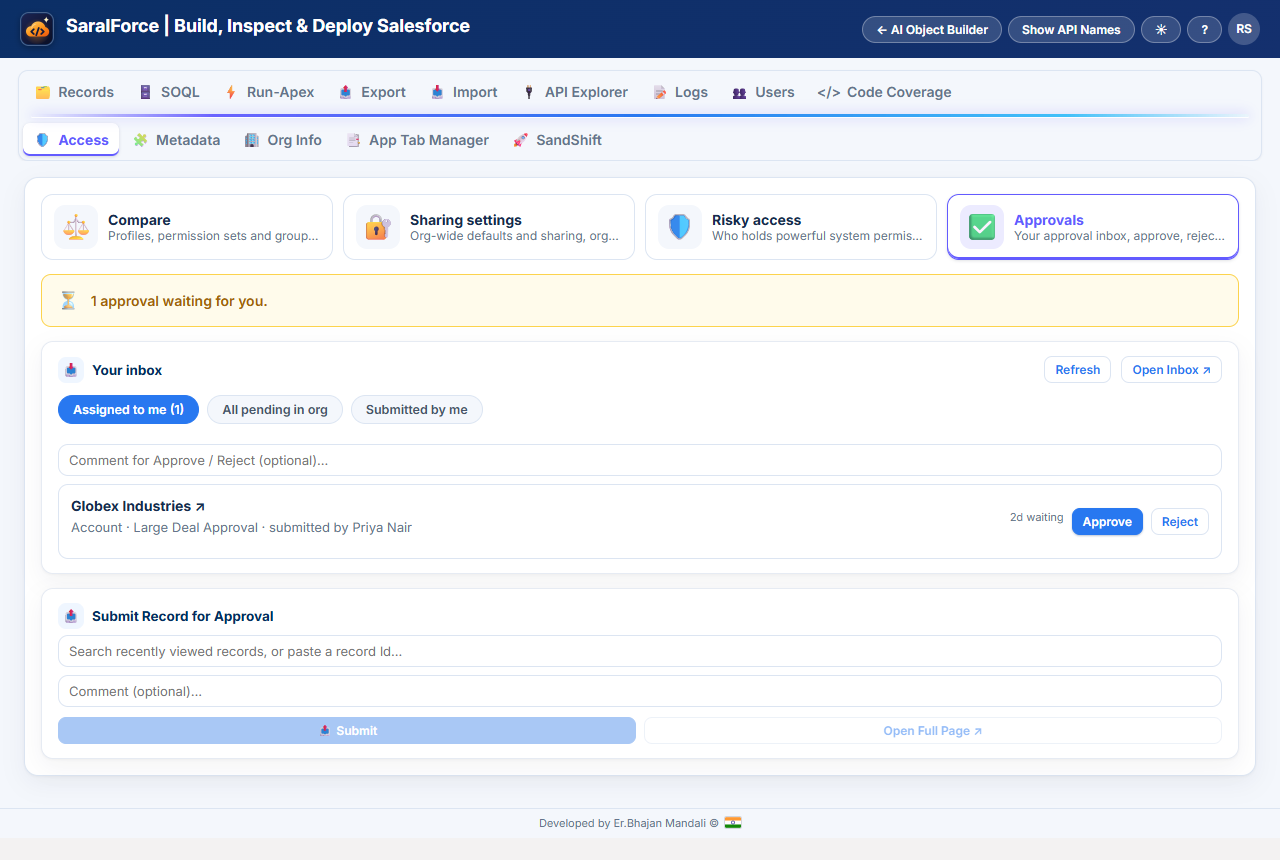 SaralForce | Build, Inspect & Deploy Salesforce
← AI Object Builder
Show API Names
?
RS
Records
SOQL
Run-Apex
Export
Import
API Explorer
Logs
Users
</> Code Coverage
Access
Metadata
Org Info
App Tab Manager
SandShift
Compare
Profiles, permission sets and group...
Sharing settings
Org-wide defaults and sharing, org...
Risky access
Who holds powerful system permis...
Approvals
Your approval inbox, approve, rejec...
1 approval waiting for you.
Your inbox
Refresh
Open Inbox ↗
Assigned to me (1)
All pending in org
Submitted by me
Comment for Approve / Reject (optional)...
Globex Industries ↗
Account · Large Deal Approval · submitted by Priya Nair
2d waiting
Approve
Reject
Submit Record for Approval
Search recently viewed records, or paste a record Id...
Comment (optional)...
Submit
Open Full Page ↗
Developed by Er.Bhajan Mandali ©